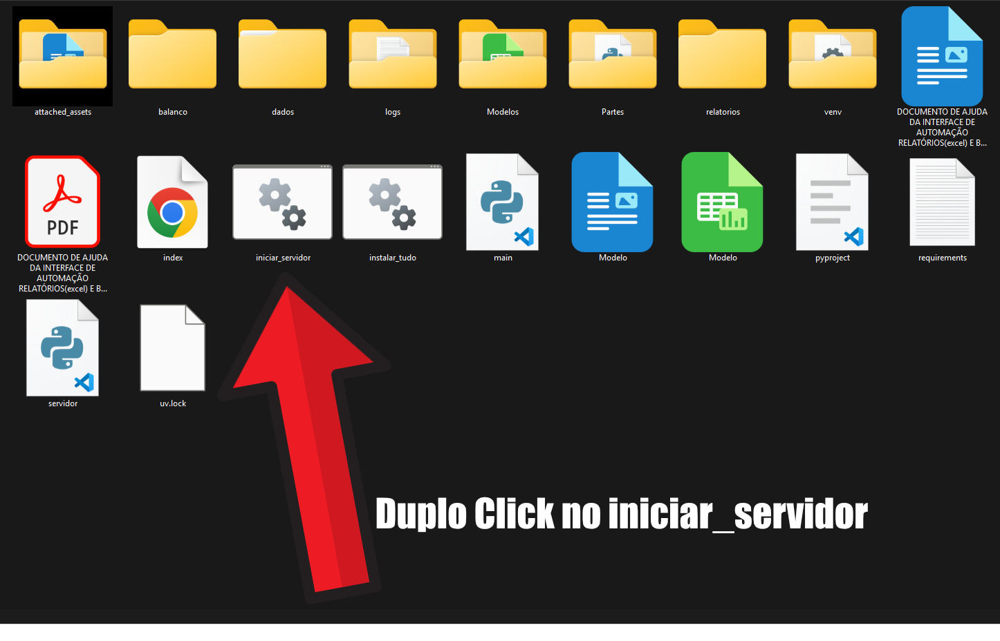 attached_assets
balanco
dados
logs
Modelos
Partes
relatorios
venv
DOCUMENTO DE AJUDA
DA INTERFACE DE
AUTOMAÇÃO
RELATÓRIOS(excel) E B...
PDF
DOCUMENTO DE AJUDA
DA INTERFACE DE
AUTOMAÇÃO
RELATÓRIOS(excel) E B...
index
iniciar_servidor
instalar_tudo
main
Modelo
Modelo
pyproject
requirements
servidor
uv.lock
Duplo Click no iniciar_servidor